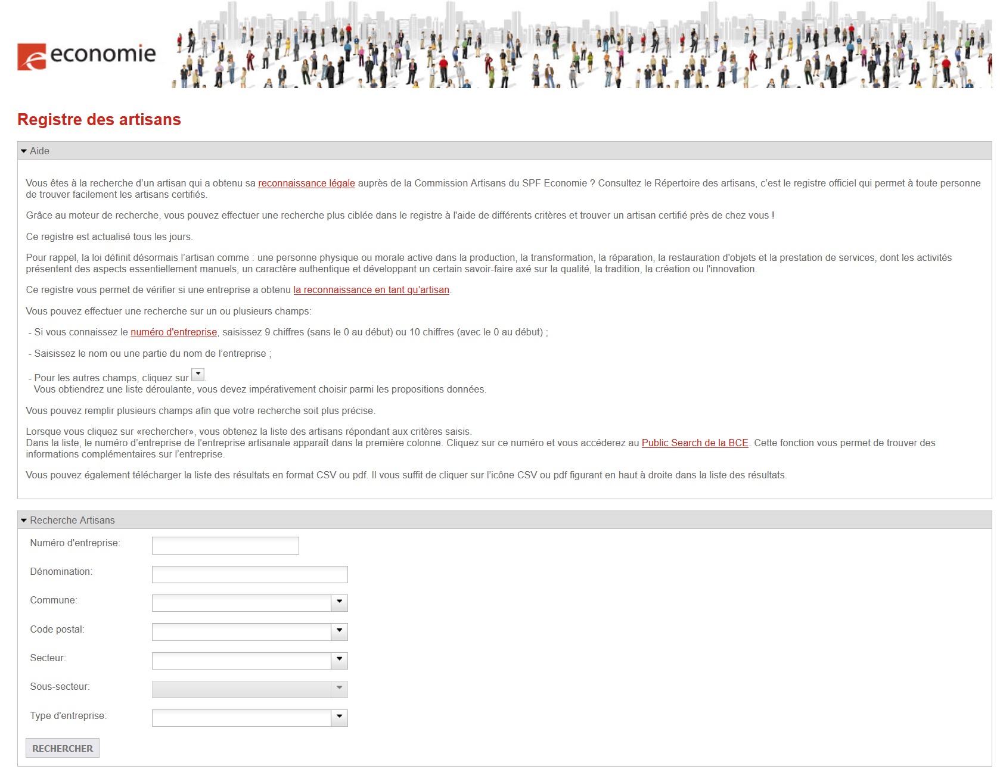 economie
Registre des artisans
Aide
Vous êtes à la recherche d’un artisan qui a obtenu sa reconnaissance légale auprès de la Commission Artisans du SPF Economie ? Consultez le Répertoire des artisans, c’est le registre officiel qui permet à toute personne
de trouver facilement les artisans certifiés.
Grâce au moteur de recherche, vous pouvez effectuer une recherche plus ciblée dans le registre à l'aide de différents critères et trouver un artisan certifié près de chez vous !
Ce registre est actualisé tous les jours.
Pour rappel, la loi définit désormais l’artisan comme : une personne physique ou morale active dans la production, la transformation, la réparation, la restauration d'objets et la prestation de services, dont les activités
présentent des aspects essentiellement manuels, un caractère authentique et développant un certain savoir-faire axé sur la qualité, la tradition, la création ou l'innovation.
Ce registre vous permet de vérifier si une entreprise a obtenu la reconnaissance en tant qu’artisan.
Vous pouvez effectuer une recherche sur un ou plusieurs champs:
- Si vous connaissez le numéro d'entreprise, saisissez 9 chiffres (sans le 0 au début) ou 10 chiffres (avec le 0 au début) ;
- Saisissez le nom ou une partie du nom de l’entreprise ;
- Pour les autres champs, cliquez sur .
Vous obtiendrez une liste déroulante, vous devez impérativement choisir parmi les propositions données.
Vous pouvez remplir plusieurs champs afin que votre recherche soit plus précise.
Lorsque vous cliquez sur «rechercher», vous obtenez la liste des artisans répondant aux critères saisis.
Dans la liste, le numéro d’entreprise de l’entreprise artisanale apparaît dans la première colonne. Cliquez sur ce numéro et vous accéderez au Public Search de la BCE. Cette fonction vous permet de trouver des
informations complémentaires sur l’entreprise.
Vous pouvez également télécharger la liste des résultats en format CSV ou pdf. Il vous suffit de cliquer sur l’icône CSV ou pdf figurant en haut à droite dans la liste des résultats.
Recherche Artisans
Numéro d'entreprise:
Dénomination:
Commune:
Code postal:
Secteur:
Sous-secteur:
Type d'entreprise:
RECHERCHER